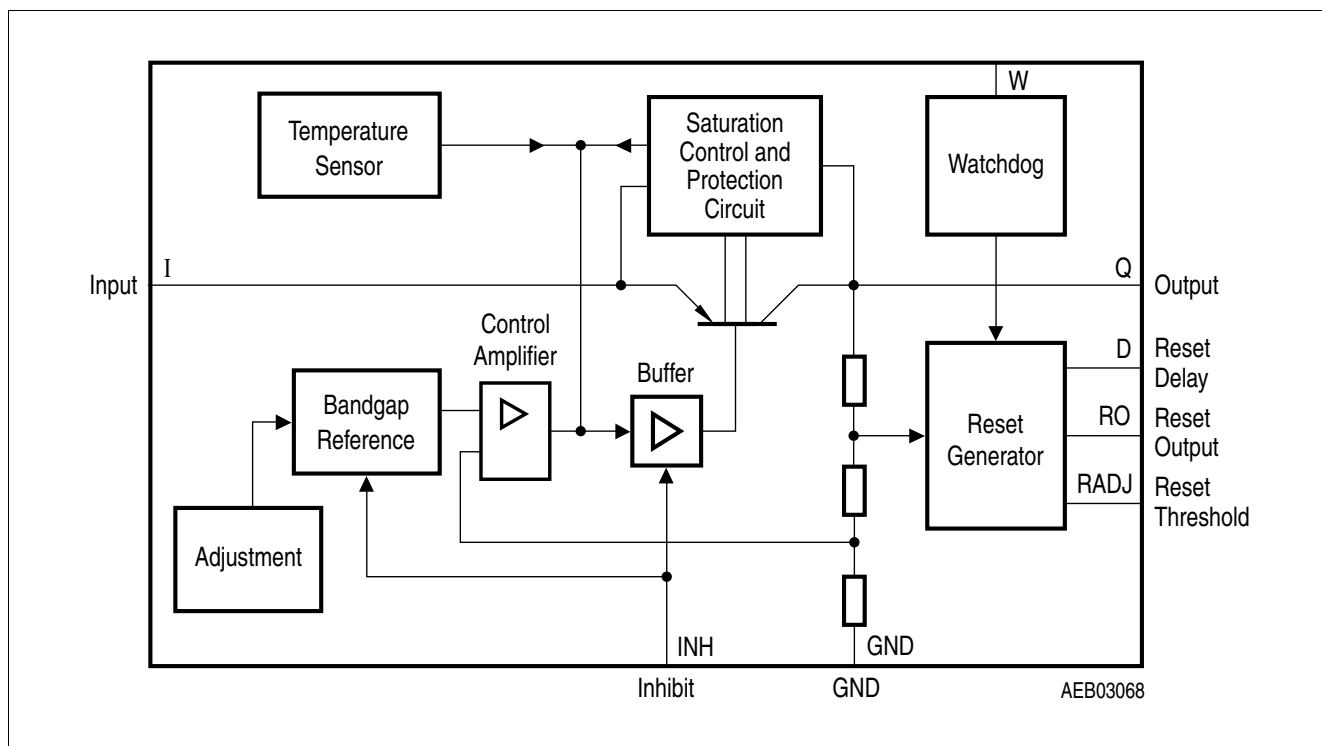 W
Temperature
Sensor
Saturation
Control and
Protection
Circuit
Watchdog
Input
I
Q
Output
Control
Amplifier
Buffer
Bandgap
Reference
Reset
Generator
D
Reset
Delay
RO
Reset
Output
RADJ
Reset
Threshold
Adjustment
INH
GND
Inhibit
GND
AEB03068